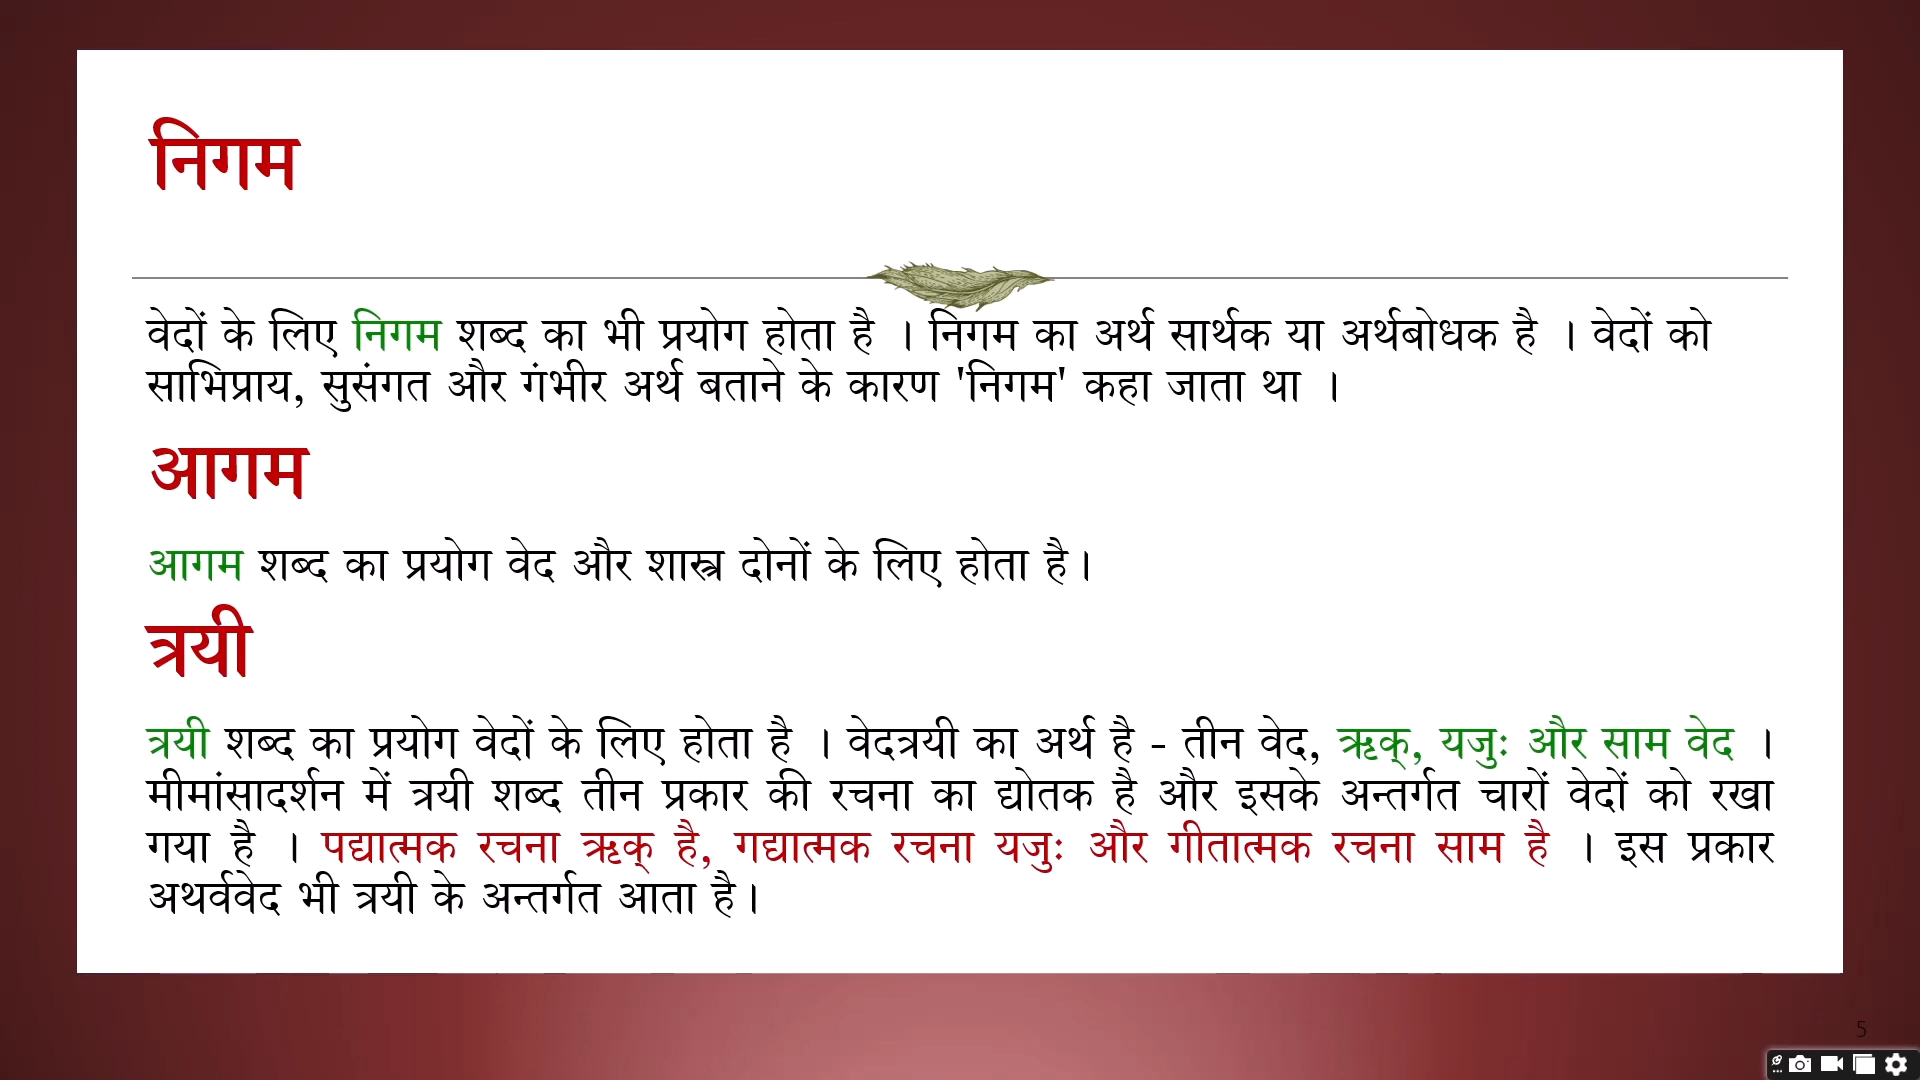 निगम
वेदों के लिए निगम शब्द का भी प्रयोग होता है । निगम का अर्थ सार्थक या अर्थबोधक है । वेदों को
साभिप्राय, सुसंगत और गंभीर अर्थ बताने के कारण 'निगम' कहा जाता था ।
आगम
आगम शब्द का प्रयोग वेद और शास्त्र दोनों के लिए होता है।
त्रयी
त्रयी शब्द का प्रयोग वेदों के लिए होता है । वेदत्रयी का अर्थ है - तीन वेद, ऋक्, यजुः और साम वेद ।
मीमांसादर्शन में त्रयी शब्द तीन प्रकार की रचना का द्योतक है और इसके अन्तर्गत चारों वेदों को रखा
गया है । पद्यात्मक रचना ऋक् है, गद्यात्मक रचना यजुः और गीतात्मक रचना साम है । इस प्रकार
अथर्ववेद भी त्रयी के अन्तर्गत आता है।
5